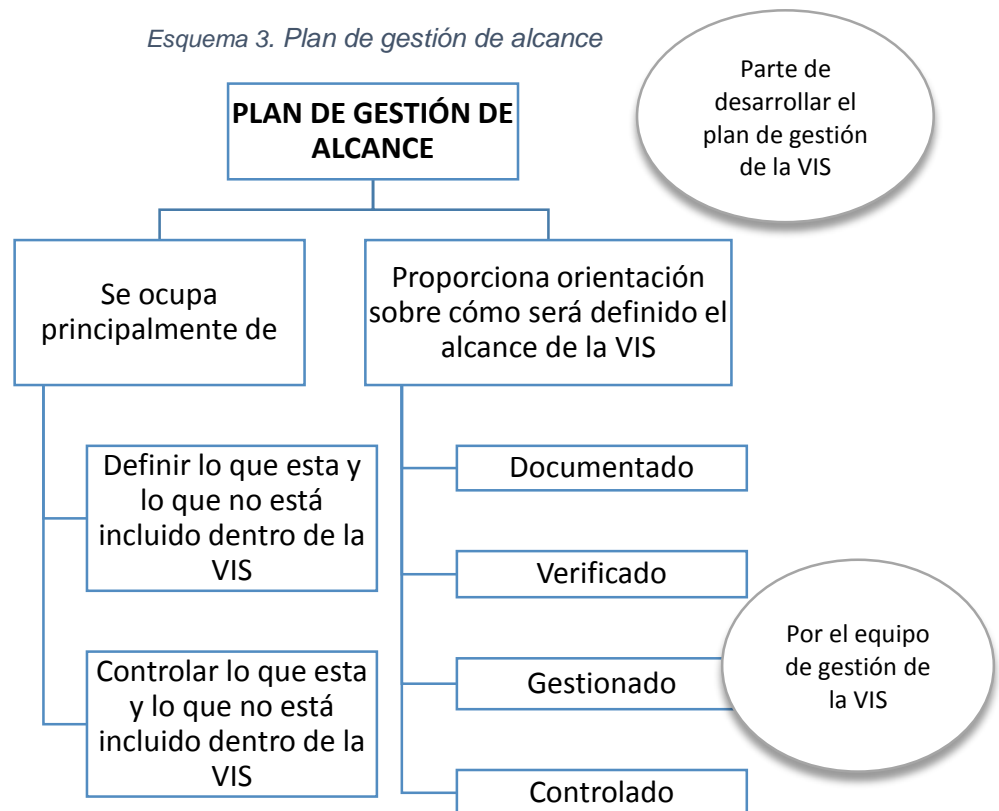 Esquema 3. Plan de gestión de alcance
Parte de
desarrollar el
plan de gestión
de la VIS
PLAN DE GESTIÓN DE
ALCANCE
Se ocupa
principalmente de
Proporciona orientación
sobre cómo será definido el
alcance de la VIS
Definir lo que esta y
lo que no está
incluido dentro de la
VIS
Controlar lo que esta
y lo que no está
incluido dentro de la
VIS
Documentado
Verificado
Gestionado
Controlado
Por el equipo
de gestión de
la VIS